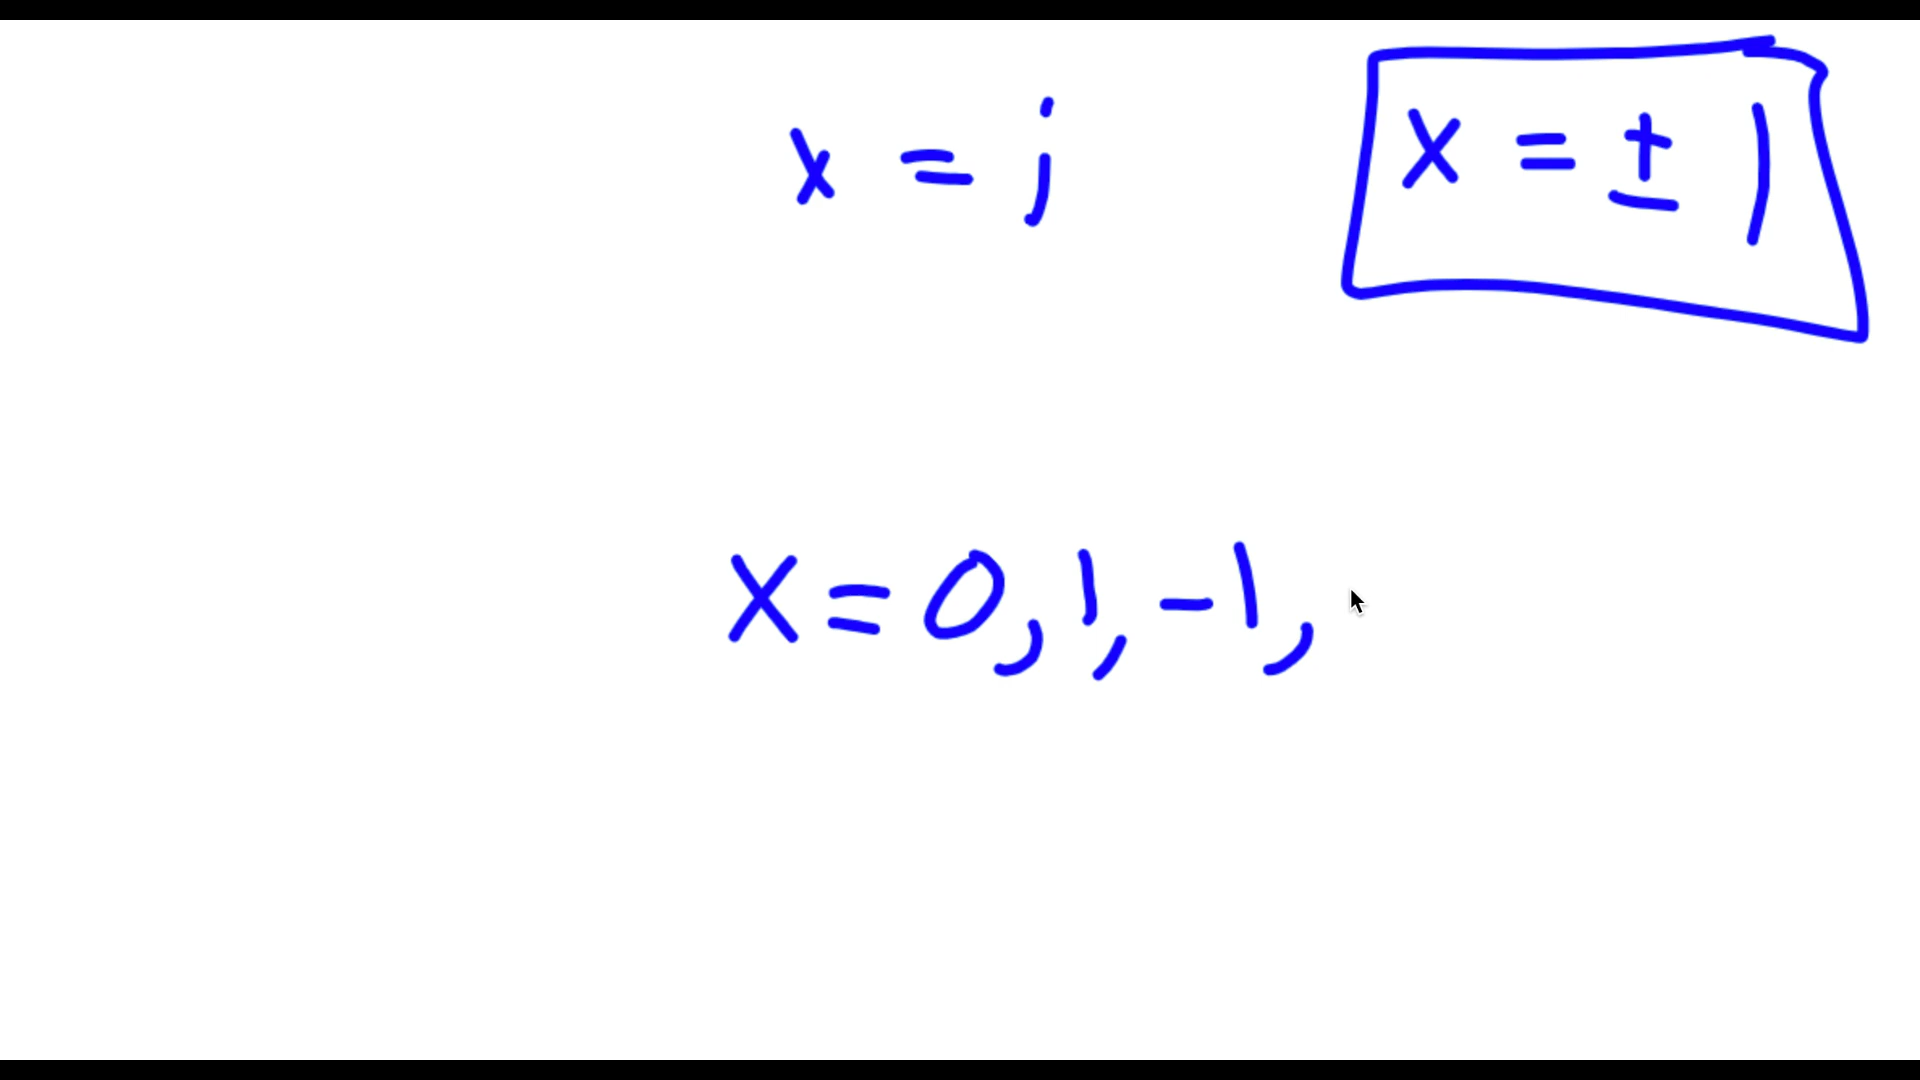 x = j
x = ± 1
x = 0, 1, -1,